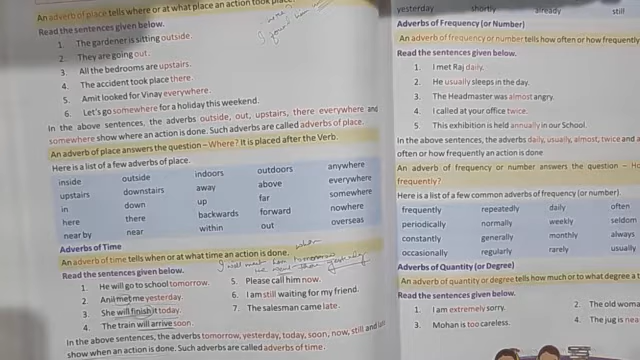 An adverb of place tells where or at what place an action took place.
Read the sentences given below.
1. The gardener is sitting outside.
2. They are going out.
3. All the bedrooms are upstairs.
4. The accident took place there.
5. Amit looked for Vinay everywhere.
6. Let's go somewhere for a holiday this weekend.
In the above sentences, the adverbs outside, out, upstairs, there everywhere and
somewhere show where an action is done. Such adverbs are called adverbs of place.
An adverb of place answers the question – Where? It is placed after the Verb.
Here is a list of a few adverbs of place.
inside outside indoors outdoors anywhere
upstairs downstairs away above everywhere
in down up far somewhere
here there backwards forward nowhere
near by near within out overseas
Adverbs of Time
when
An adverb of time tells when or at what time an action is done.
I will meet him tomorrow
Read the sentences given below.
1. He will go to school tomorrow.
2. Anil met me yesterday.
3. She will finish it today.
4. The train will arrive soon.
5. Please call him now.
6. I am still waiting for my friend.
7. The salesman came late.
In the above sentences, the adverbs tomorrow, yesterday, today, soon, now, still and late
show when an action is done. Such adverbs are called adverbs of time.
yesterday shortly already still
Adverbs of Frequency (or Number)
An adverb of frequency or number tells how often or how frequently
Read the sentences given below.
1. I met Raj daily.
2. He usually sleeps in the day.
3. The Headmaster was almost angry.
4. I called at your office twice.
5. This exhibition is held annually in our School.
In the above sentences, the adverbs daily, usually, almost, twice and
often or how frequently an action is done
An adverb of frequency or number answers the question –
frequently?
Here is a list of a few common adverbs of frequency (or number).
frequently repeatedly daily often
periodically normally weekly seldom
constantly generally monthly always
occasionally regularly rarely usually
Adverbs of Quantity (or Degree)
An adverb of quantity (or degree) tells how much or to what degree
Read the sentences given below.
1. I am extremely sorry.
2. The old
3. Mohan is too careless.
4. The jug is